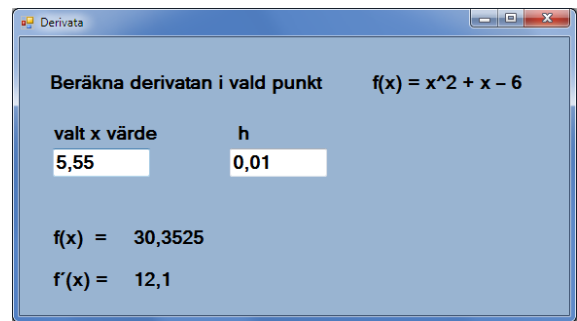 Derivata
Beräkna derivatan i vald punkt f(x) = x^2 + x – 6
valt x värde h
5,55 0,01
f(x) = 30,3525
f´(x) = 12,1